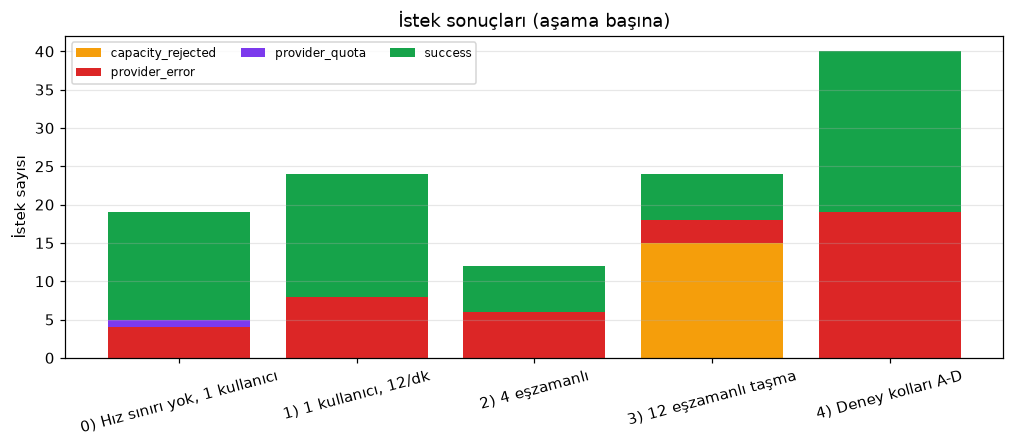 İstek sonuçları (aşama başına)
capacity_rejected
provider_error
provider_quota
success
İstek sayısı
40
35
30
25
20
15
10
5
0
0) Hız sınırı yok, 1 kullanıcı
1) 1 kullanıcı, 12/dk
2) 4 eşzamanlı
3) 12 eşzamanlı taşma
4) Deney kolları A-D